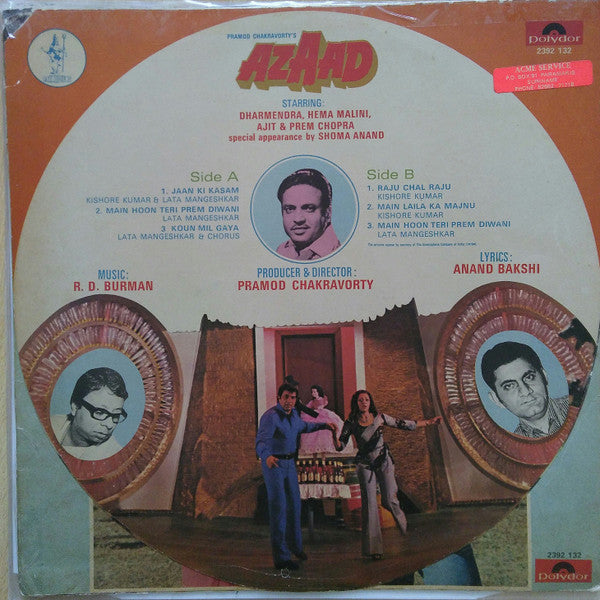 PRAMOD CHAKRAVORTY'S
AZAAD
Polydor
2392 132
ACME SERVICE
STARRING:
DHARMENDRA, HEMA MALINI,
AJIT & PREM CHOPRA
special appearance by SHOMA ANAND
Side A
1. JAAN KI KASAM
KISHORE KUMAR & LATA MANGESHKAR
2. MAIN HOON TERI PREM DIWANI
LATA MANGESHKAR
3. KOUN MIL GAYA
LATA MANGESHKAR & CHORUS
Side B
1. RAJU CHAL RAJU
KISHORE KUMAR
2. MAIN LAILA KA MAJNU
KISHORE KUMAR
3. MAIN HOON TERI PREM DIWANI
LATA MANGESHKAR
MUSIC:
R. D. BURMAN
PRODUCER & DIRECTOR:
PRAMOD CHAKRAVORTY
LYRICS:
ANAND BAKSHI
2392 132
Polydor